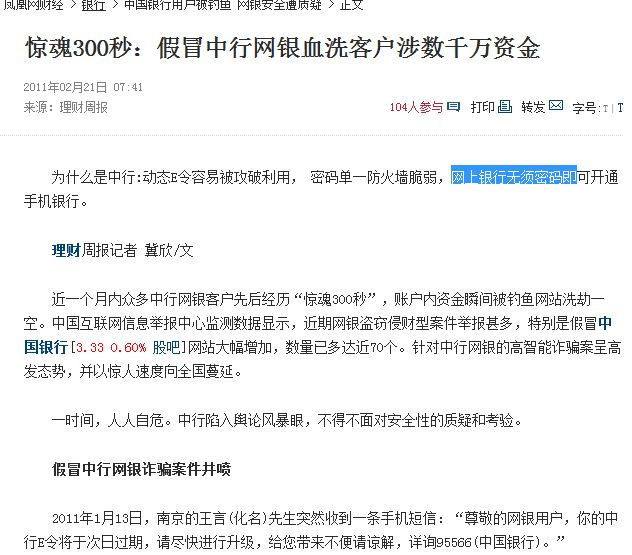 凤凰网财经 > 银行 > 中国银行用户被钓鱼 网银安全遭质疑 > 正文
惊魂300秒：假冒中行网银血洗客户涉数千万资金
2011年02月21日 07:41
来源：理财周报
104人参与 打印 转发 字号:T|T
为什么是中行:动态E令容易被攻破利用， 密码单一防火墙脆弱，网上银行无须密码即可开通
手机银行。
理财周报记者 冀欣/文
近一个月内众多中行网银客户先后经历“惊魂300秒”，账户内资金瞬间被钓鱼网站洗劫一
空。中国互联网信息举报中心监测数据显示，近期网银盗窃侵财型案件举报甚多，特别是假冒中
国银行[3.33 0.60% 股吧]网站大幅增加，数量已多达近70个。针对中行网银的高智能诈骗案呈高
发态势，并以惊人速度向全国蔓延。
一时间，人人自危。中行陷入舆论风暴眼，不得不面对安全性的质疑和考验。
假冒中行网银诈骗案件井喷
2011年1月13日，南京的王言(化名)先生突然收到一条手机短信：“尊敬的网银用户，你的中
行E令将于次日过期，请尽快进行升级，给您带来不便请谅解，详询95566(中国银行)。”